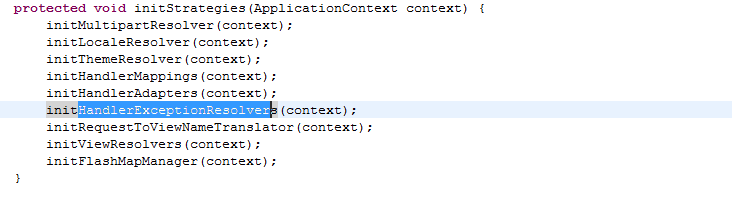 protected void initStrategies(ApplicationContext context) {
    initMultipartResolver(context);
    initLocaleResolver(context);
    initThemeResolver(context);
    initHandlerMappings(context);
    initHandlerAdapters(context);
    initHandlerExceptionResolvers(context);
    initRequestToViewNameTranslator(context);
    initViewResolvers(context);
    initFlashMapManager(context);
}